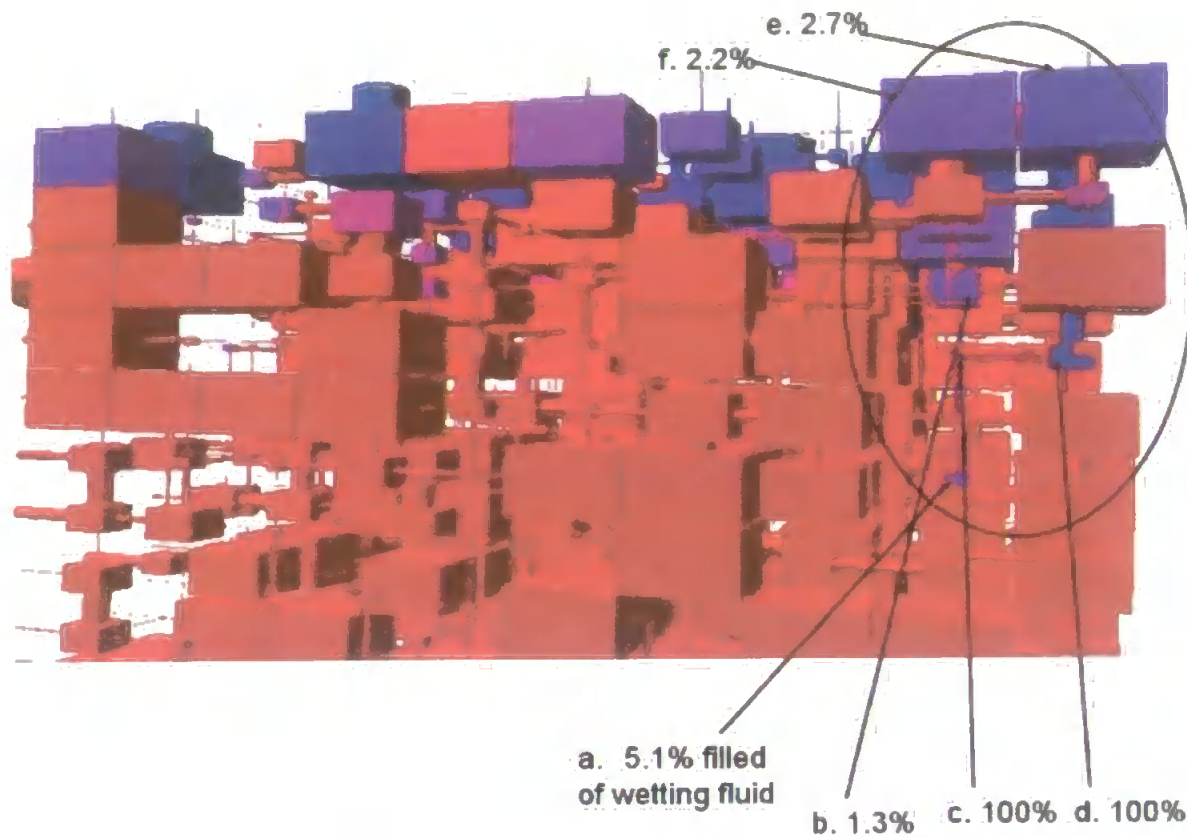 e. 2.7%
f. 2.2%
a. 5.1% filled
of wetting fluid
b. 1.3%
c. 100%
d. 100%